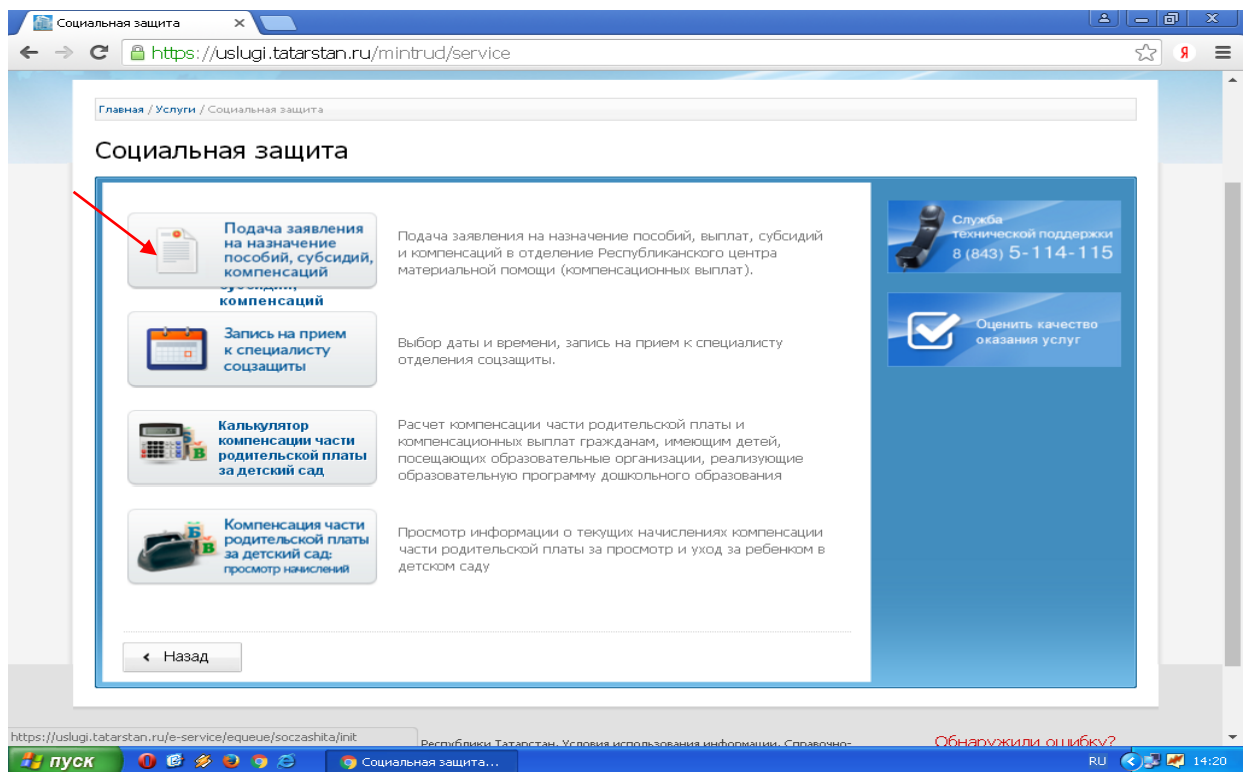 Социальная защита
https://uslugi.tatarstan.ru/mintrud/service
Главная / Услуги / Социальная защита
Социальная защита
Подача заявления
на назначение
пособий, субсидий,
компенсаций
компенсаций
Подача заявления на назначение пособий, выплат, субсидий
и компенсаций в отделение Республиканского центра
материальной помощи (компенсационных выплат).
Запись на прием
к специалисту
соцзащиты
Выбор даты и времени, запись на прием к специалисту
отделения соцзащиты.
Калькулятор
компенсации части
родительской платы
за детский сад
Расчет компенсации части родительской платы и
компенсационных выплат гражданам, имеющим детей,
посещающих образовательные организации, реализующие
образовательную программу дошкольного образования
Компенсация части
родительской платы
за детский сад:
просмотр начислений
Просмотр информации о текущих начислениях компенсации
части родительской платы за просмотр и уход за ребенком в
детском саду
Служба
технической поддержки
8 (843) 5-114-115
Оценить качество
оказания услуг
Назад
https://uslugi.tatarstan.ru/e-service/equeue/soczashita/init
Республики Татарстан. Условия использования информации. Справочно-
Обнаружили ошибку?
пуск
Социальная защита...
RU
14:20